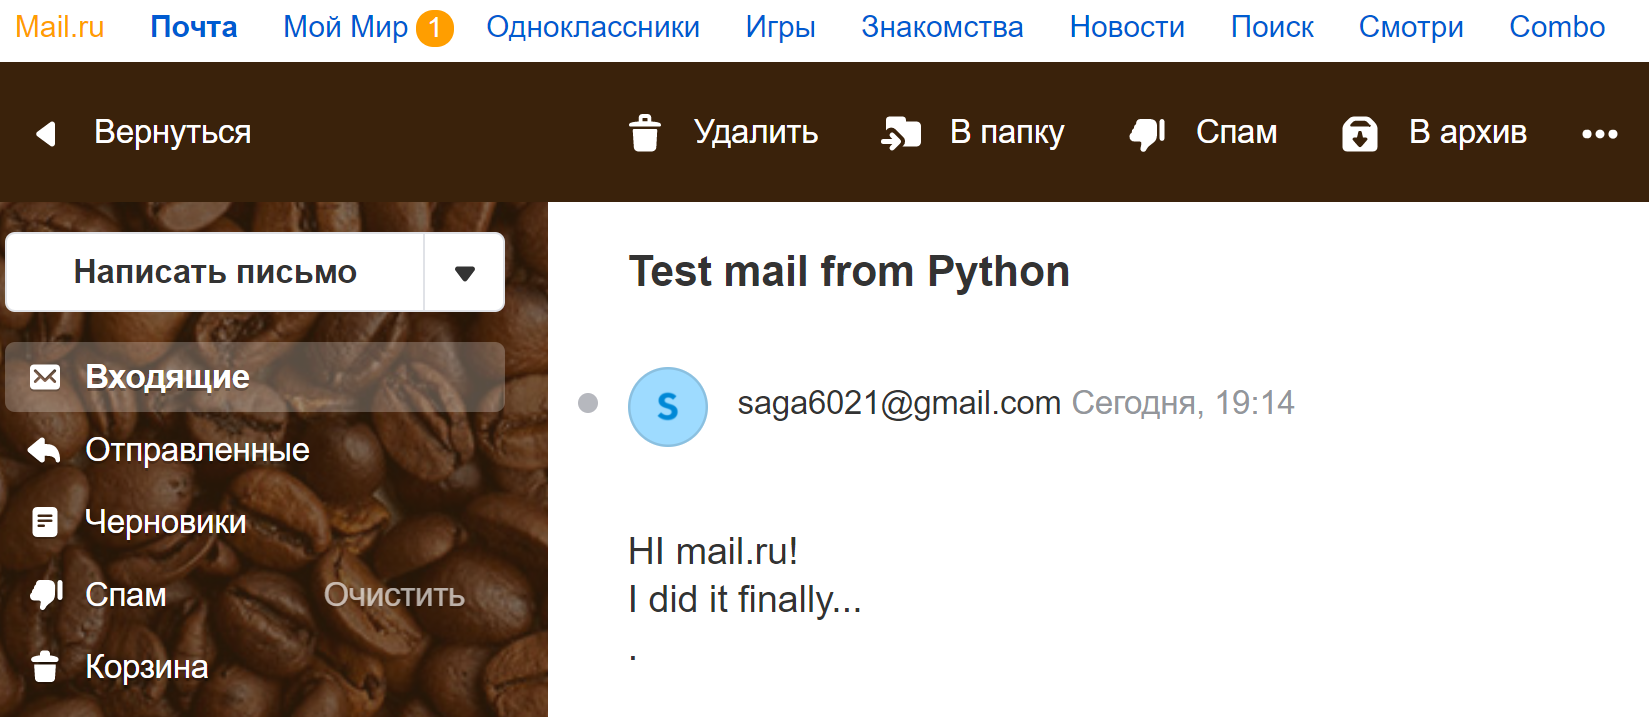 Mail.ru Почта Мой Мир 1 Одноклассники Игры Знакомства Новости Поиск Смотри Combo
Вернуться Удалить В папку Спам В архив
Написать письмо
Входящие
Отправленные
Черновики
Спам Очистить
Корзина
Test mail from Python
S saga6021@gmail.com Сегодня, 19:14
HI mail.ru!
I did it finally...
.